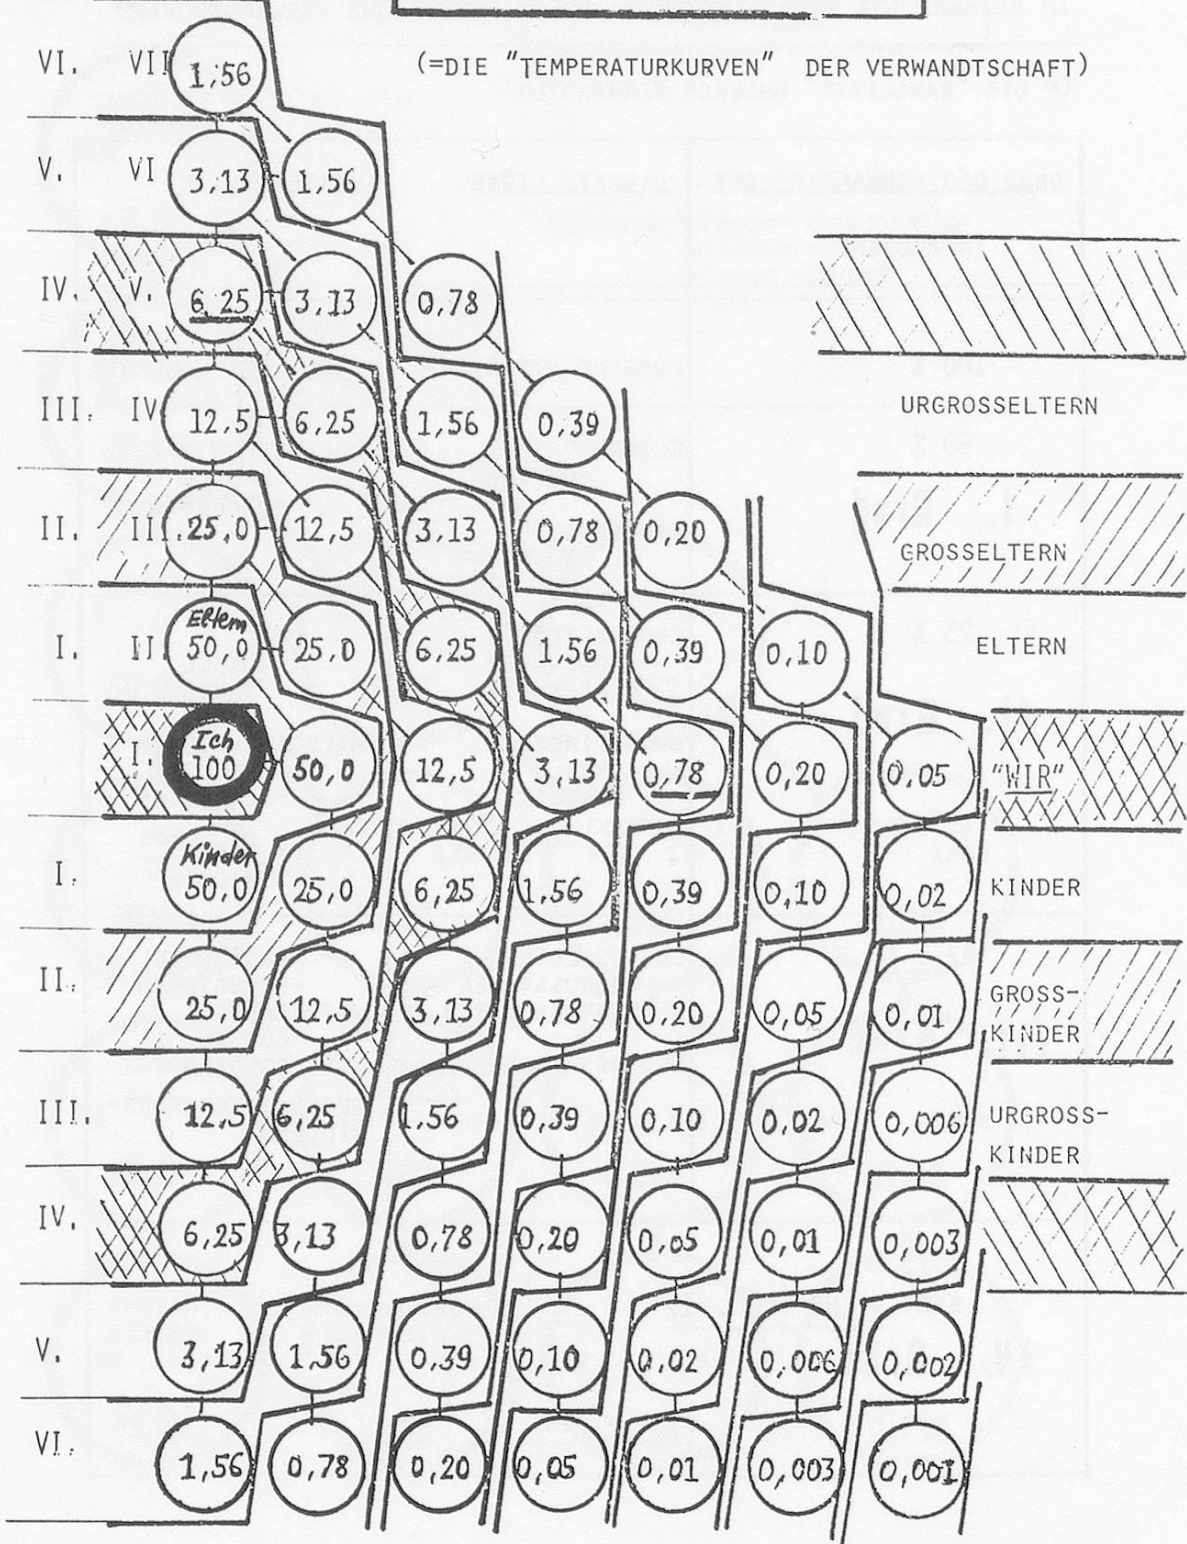 (=DIE "TEMPERATURKURVEN" DER VERWANDTSCHAFT)
VI. VII 1,56
V. VI 3,13 1,56
IV. V. 6,25 3,13 0,78
III. IV 12,5 6,25 1,56 0,39 URGROSSELTERN
II. III. 25,0 12,5 3,13 0,78 0,20 GROSSELTERN
I. II. Eltern 50,0 25,0 6,25 1,56 0,39 0,10 ELTERN
I. Ich 100 50,0 12,5 3,13 0,78 0,20 0,05 "WIR"
I. Kinder 50,0 25,0 6,25 1,56 0,39 0,10 0,02 KINDER
II. 25,0 12,5 3,13 0,78 0,20 0,05 0,01 GROSS-
KINDER
III. 12,5 6,25 1,56 0,39 0,10 0,02 0,006 URGROSS-
KINDER
IV. 6,25 3,13 0,78 0,20 0,05 0,01 0,003
V. 3,13 1,56 0,39 0,10 0,02 0,006 0,002
VI. 1,56 0,78 0,20 0,05 0,01 0,003 0,001